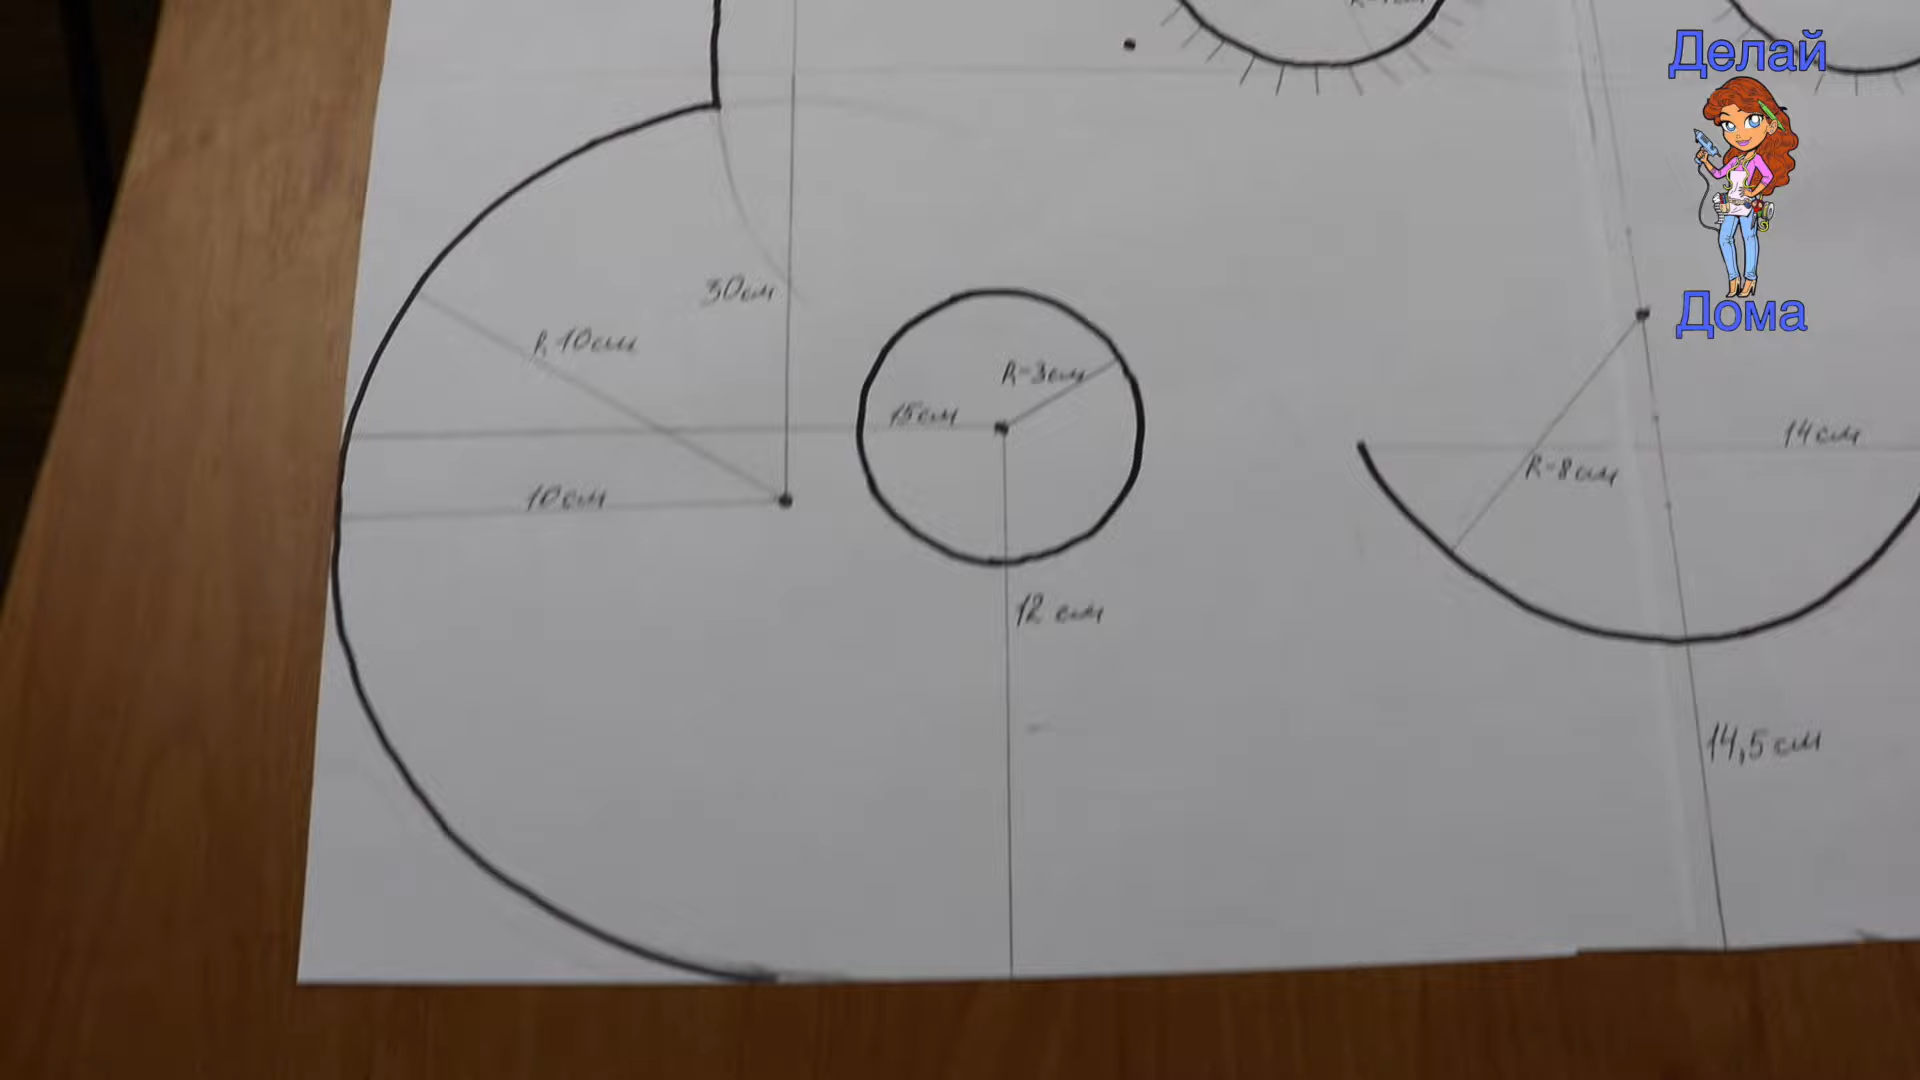 Делай
Дома
30см
R 10см
R=3см
15см
10см
12 см
14см
R=8см
14,5см